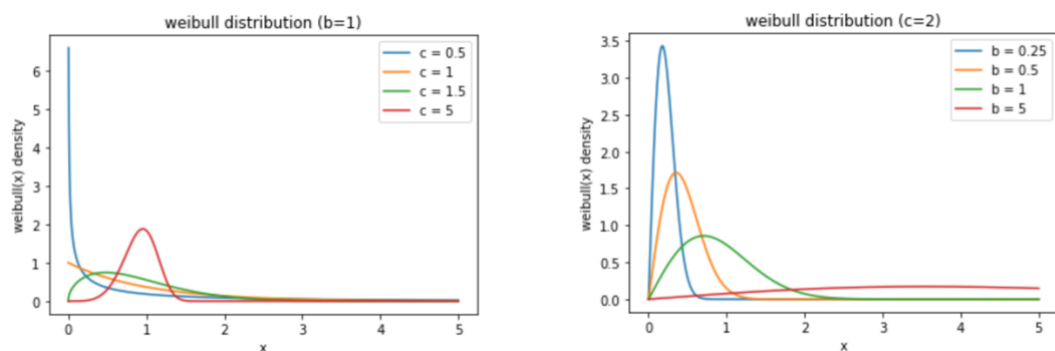 weibull distribution (b=1)
c = 0.5
c = 1
c = 1.5
c = 5
weibull(x) density
6
5
4
3
2
1
0
0 1 2 3 4 5
x
weibull distribution (c=2)
b = 0.25
b = 0.5
b = 1
b = 5
weibull(x) density
3.5
3.0
2.5
2.0
1.5
1.0
0.5
0.0
0 1 2 3 4 5
x